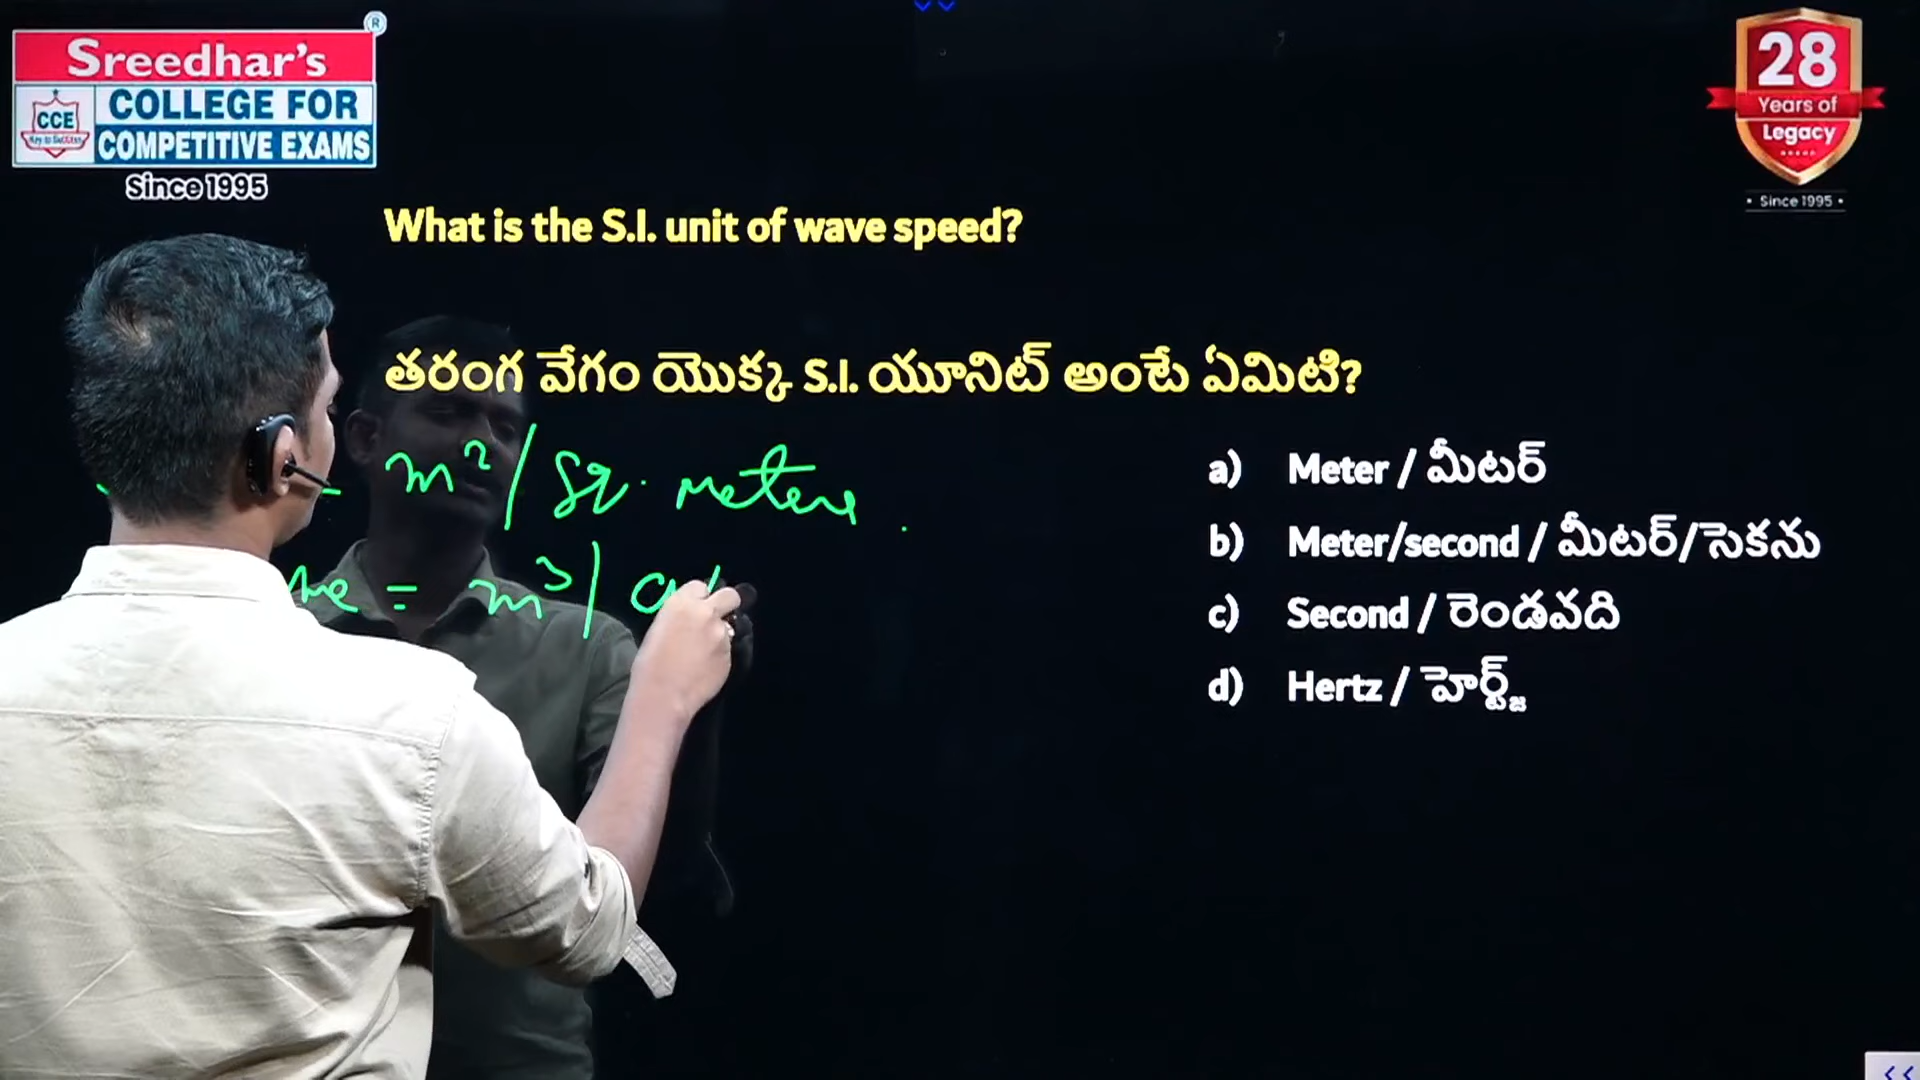 Sreedhar's
®
CCE
COLLEGE FOR
COMPETITIVE EXAMS
Since 1995
28
Years of
Legacy
• Since 1995 •
What is the S.I. unit of wave speed?
తరంగ వేగం యొక్క S.I. యూనిట్ అంటే ఏమిటి?
m² / Sq. meters.
= m³ /
a) Meter / మీటర్
b) Meter/second / మీటర్/సెకను
c) Second / రెండవది
d) Hertz / హెర్ట్జ్